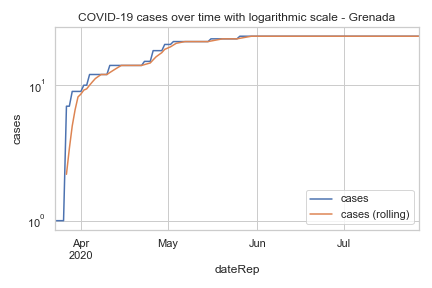 COVID-19 cases over time with logarithmic scale - Grenada
cases
10¹
10⁰
Apr
2020
May
Jun
Jul
dateRep
cases
cases (rolling)